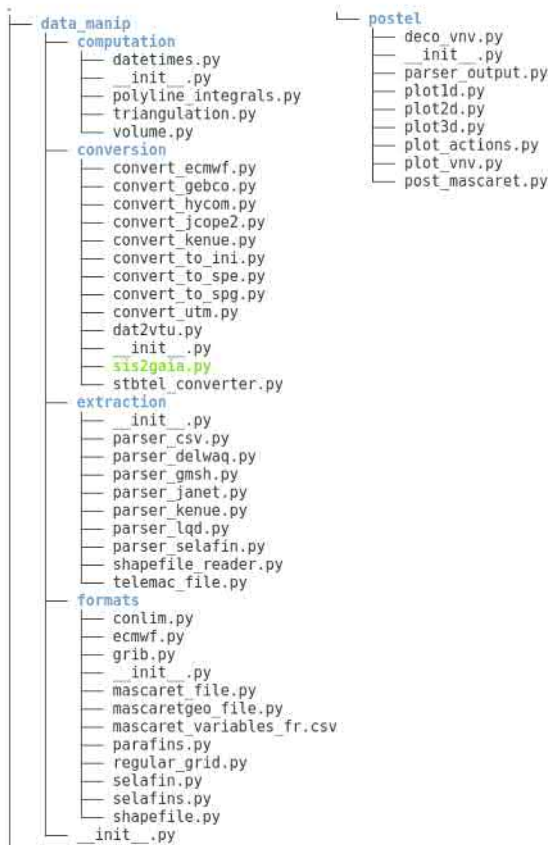 data_manip
computation
datetimes.py
__init__.py
polyline_integrals.py
triangulation.py
volume.py
conversion
convert_ecmwf.py
convert_gebco.py
convert_hycom.py
convert_jcope2.py
convert_kenue.py
convert_to_ini.py
convert_to_spe.py
convert_to_spg.py
convert_utm.py
dat2vtu.py
__init__.py
sis2gaia.py
stbtel_converter.py
extraction
__init__.py
parser_csv.py
parser_delwaq.py
parser_gmsh.py
parser_janet.py
parser_kenue.py
parser_lqd.py
parser_selafin.py
shapefile_reader.py
telemac_file.py
formats
conlim.py
ecmwf.py
grib.py
__init__.py
mascaret_file.py
mascaretgeo_file.py
mascaret_variables_fr.csv
parafins.py
regular_grid.py
selafin.py
selafins.py
shapefile.py
__init__.py
postel
deco_vnv.py
__init__.py
parser_output.py
plot1d.py
plot2d.py
plot3d.py
plot_actions.py
plot_vnv.py
post_mascaret.py